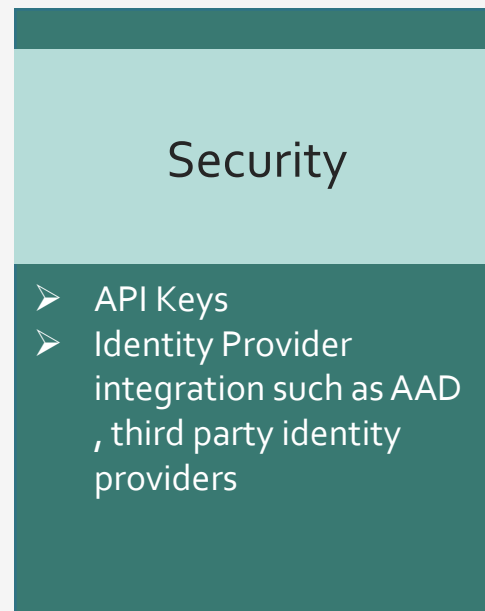 Security
➢ API Keys
➢ Identity Provider
integration such as AAD
, third party identity
providers